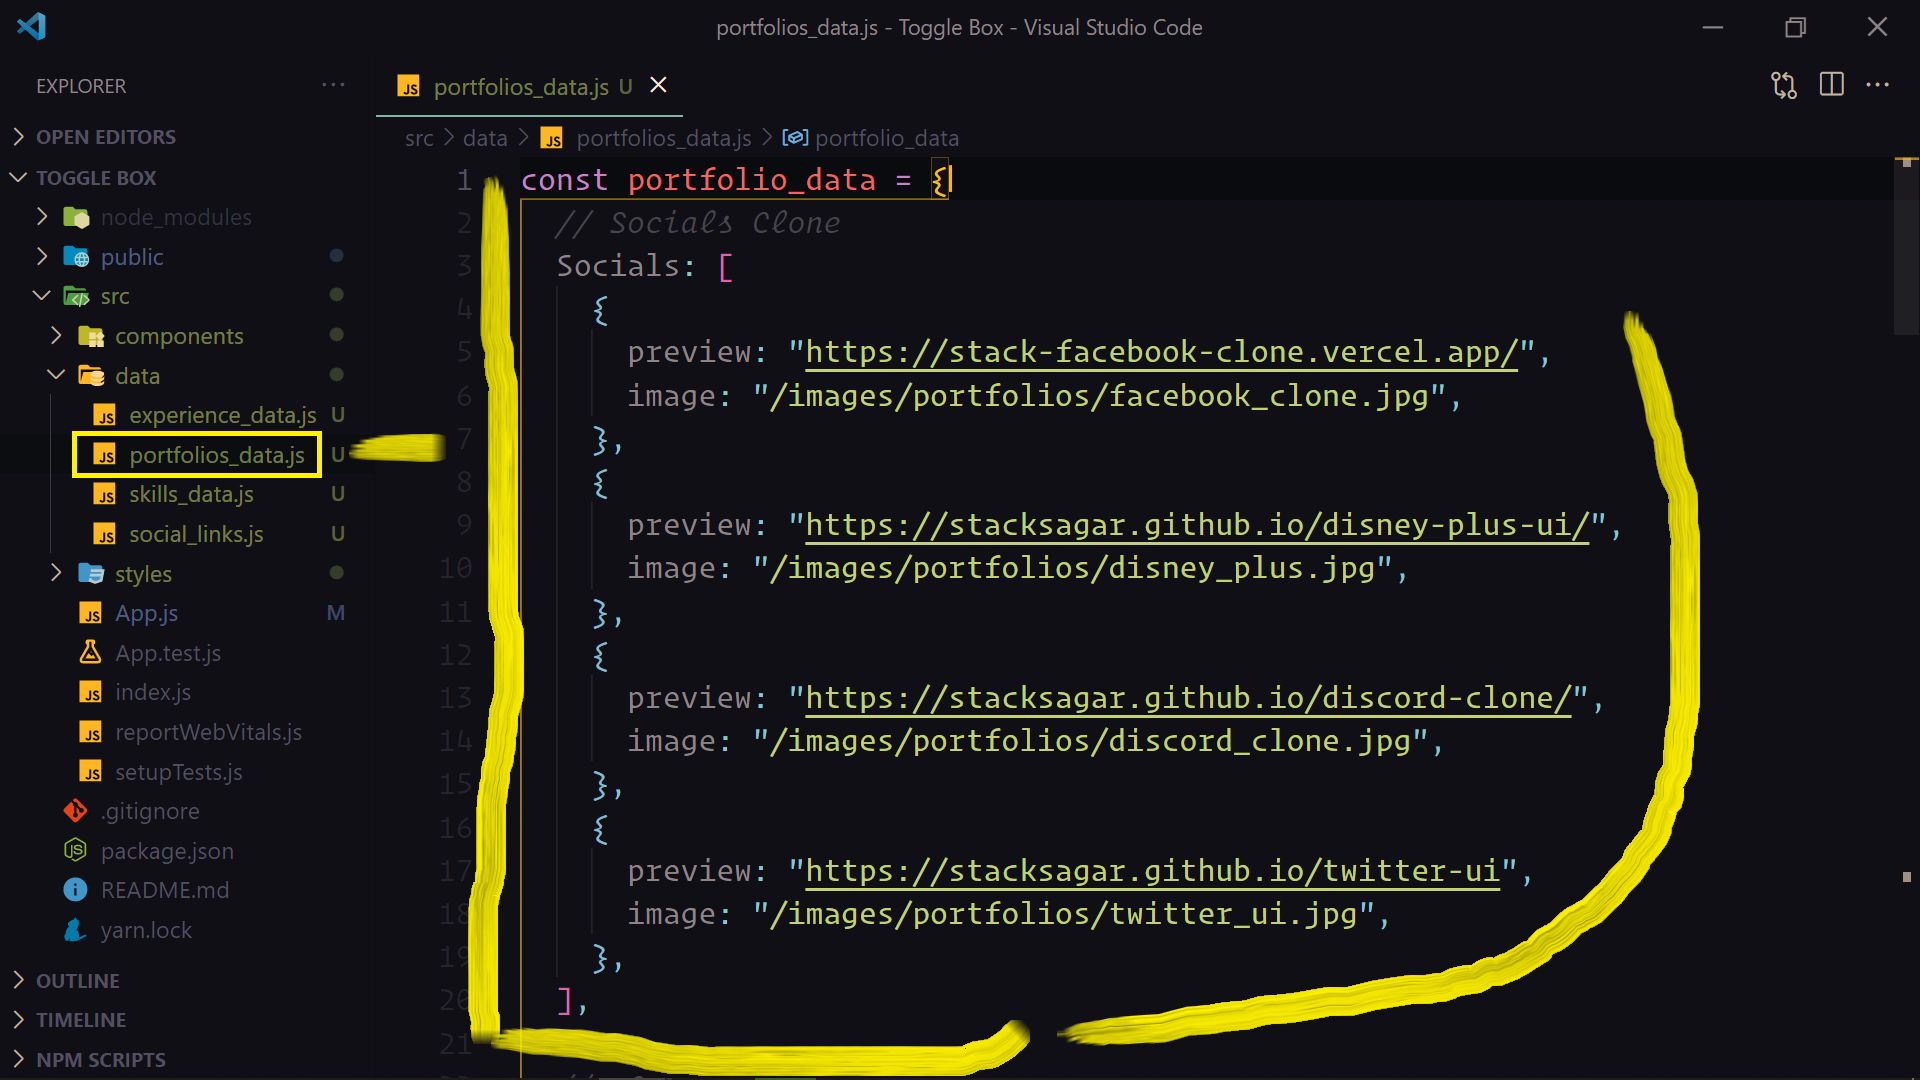 portfolios_data.js - Toggle Box - Visual Studio Code
EXPLORER
OPEN EDITORS
TOGGLE BOX
node_modules
public
src
components
data
experience_data.js U
portfolios_data.js U
skills_data.js U
social_links.js U
styles
App.js M
App.test.js
index.js
reportWebVitals.js
setupTests.js
.gitignore
package.json
README.md
yarn.lock
OUTLINE
TIMELINE
NPM SCRIPTS
JS portfolios_data.js U
src > data > JS portfolios_data.js > portfolio_data
1 const portfolio_data = {
2 // Socials Clone
3 Socials: [
4 {
5 preview: "https://stack-facebook-clone.vercel.app/",
6 image: "/images/portfolios/facebook_clone.jpg",
7 },
8 {
9 preview: "https://stacksagar.github.io/disney-plus-ui/",
10 image: "/images/portfolios/disney_plus.jpg",
11 },
12 {
13 preview: "https://stacksagar.github.io/discord-clone/",
14 image: "/images/portfolios/discord_clone.jpg",
15 },
16 {
17 preview: "https://stacksagar.github.io/twitter-ui",
18 image: "/images/portfolios/twitter_ui.jpg",
19 },
20 ],
21